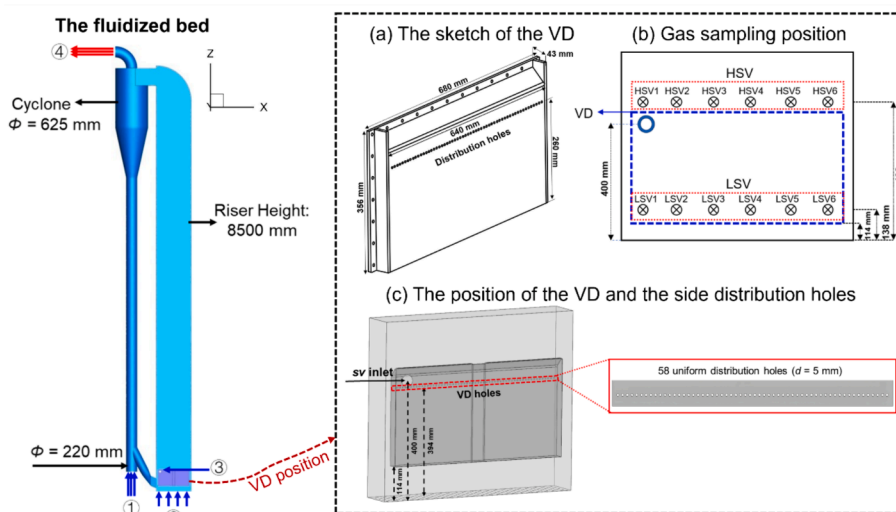 The fluidized bed
④
z
x
Cyclone
Φ = 625 mm
Riser Height:
8500 mm
Φ = 220 mm
③
①
VD position
(a) The sketch of the VD
43 mm
680 mm
640 mm
Distribution holes
260 mm
356 mm
(b) Gas sampling position
HSV
HSV1 HSV2 HSV3 HSV4 HSV5 HSV6
VD
400 mm
LSV
LSV1 LSV2 LSV3 LSV4 LSV5 LSV6
114 mm
138 mm
(c) The position of the VD and the side distribution holes
sv inlet
VD holes
400 mm
394 mm
114 mm
58 uniform distribution holes (d = 5 mm)